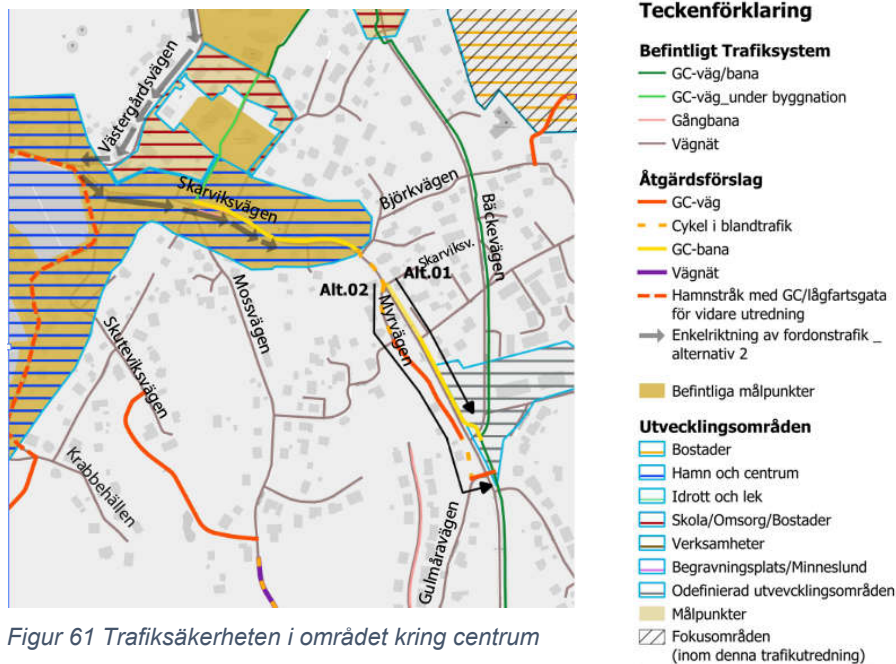 Västergårdsvägen
Skarviksvägen
Björkvägen
Bäckevägen
Skarviksv.
Alt.01
Alt.02
Myrvägen
Mossvägen
Skuteviksvägen
Krabbehällen
Gulmåravägen
Figur 61 Trafiksäkerheten i området kring centrum
Teckenförklaring
Befintligt Trafiksystem
GC-väg/bana
GC-väg_under byggnation
Gångbana
Vägnät
Åtgärdsförslag
GC-väg
Cykel i blandtrafik
GC-bana
Vägnät
Hamnstråk med GC/lågfartsgata
för vidare utredning
Enkelriktning av fordonstrafik _
alternativ 2
Befintliga målpunkter
Utvecklingsområden
Bostader
Hamn och centrum
Idrott och lek
Skola/Omsorg/Bostader
Verksamheter
Begravningsplats/Minneslund
Odefinierad utvevcklingsområden
Målpunkter
Fokusområden
(inom denna trafikutredning)